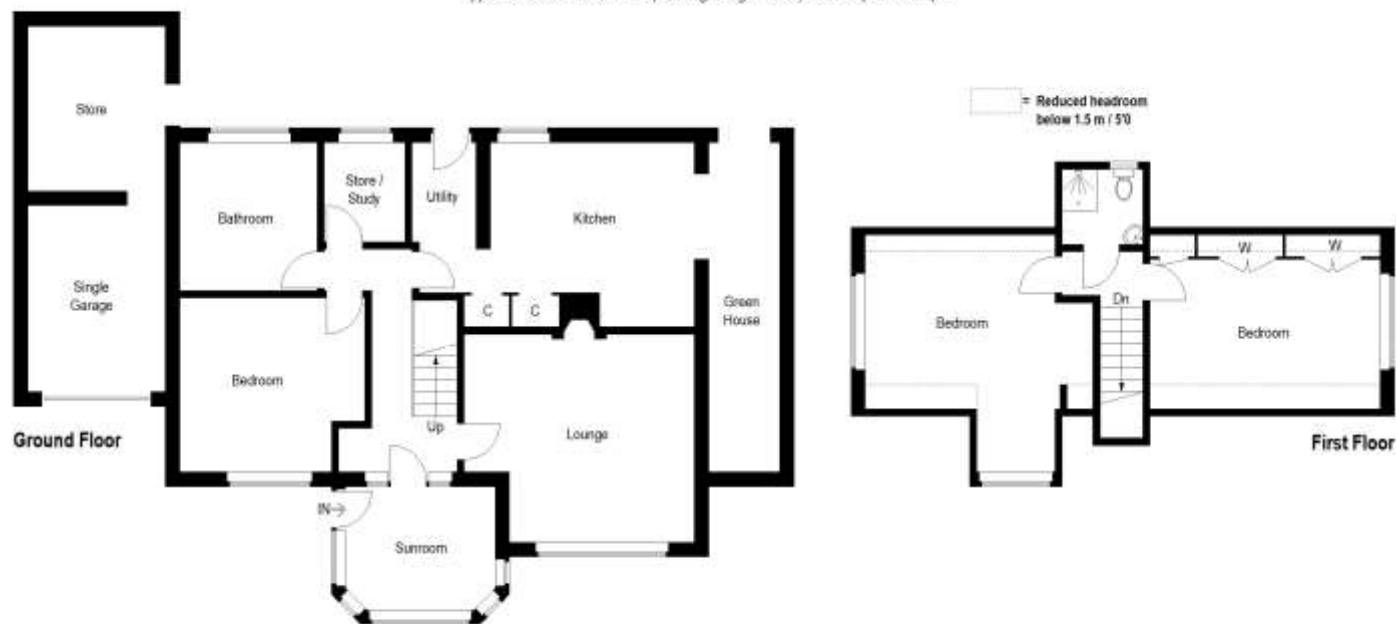 Store
= Reduced headroom
below 1.5 m / 5'0
Bathroom
Store /
Study
Utility
Kitchen
Single
Garage
Green
House
C
C
Bedroom
Up
Lounge
Ground Floor
IN
Sunroom
W
W
Dn
Bedroom
Bedroom
First Floor